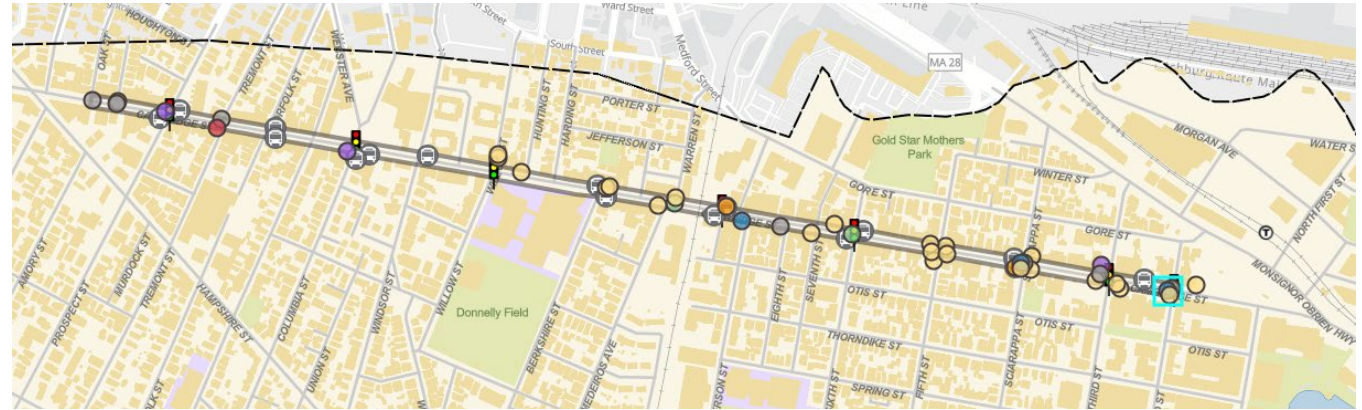 Ward Street
HOUGHTON ST
OAK ST
TREMONT ST
WEBSTER AVE
South Street
Medford Street
MA 28
HUNTING ST
HARDING ST
PORTER ST
JEFFERSON ST
WARREN ST
Gold Star Mothers
Park
MORGAN AVE
WATER S
WINTER ST
GORE ST
GORE ST
NORTH FIRST ST
T
MONSIGNOR OBRIEN HWY
AMORY ST
MURDOCK ST
PROSPECT ST
TREMONT ST
HAMPSHIRE ST
COLUMBIA ST
UNION ST
WINDSOR ST
WILLOW ST
Donnelly Field
BERKSHIRE ST
MEDEIROS AVE
EIGHTH ST
SEVENTH ST
OTIS ST
OTIS ST
OTIS ST
THORNDIKE ST
SPRING ST
FIFTH ST
SCIARAPPA ST
THIRD ST